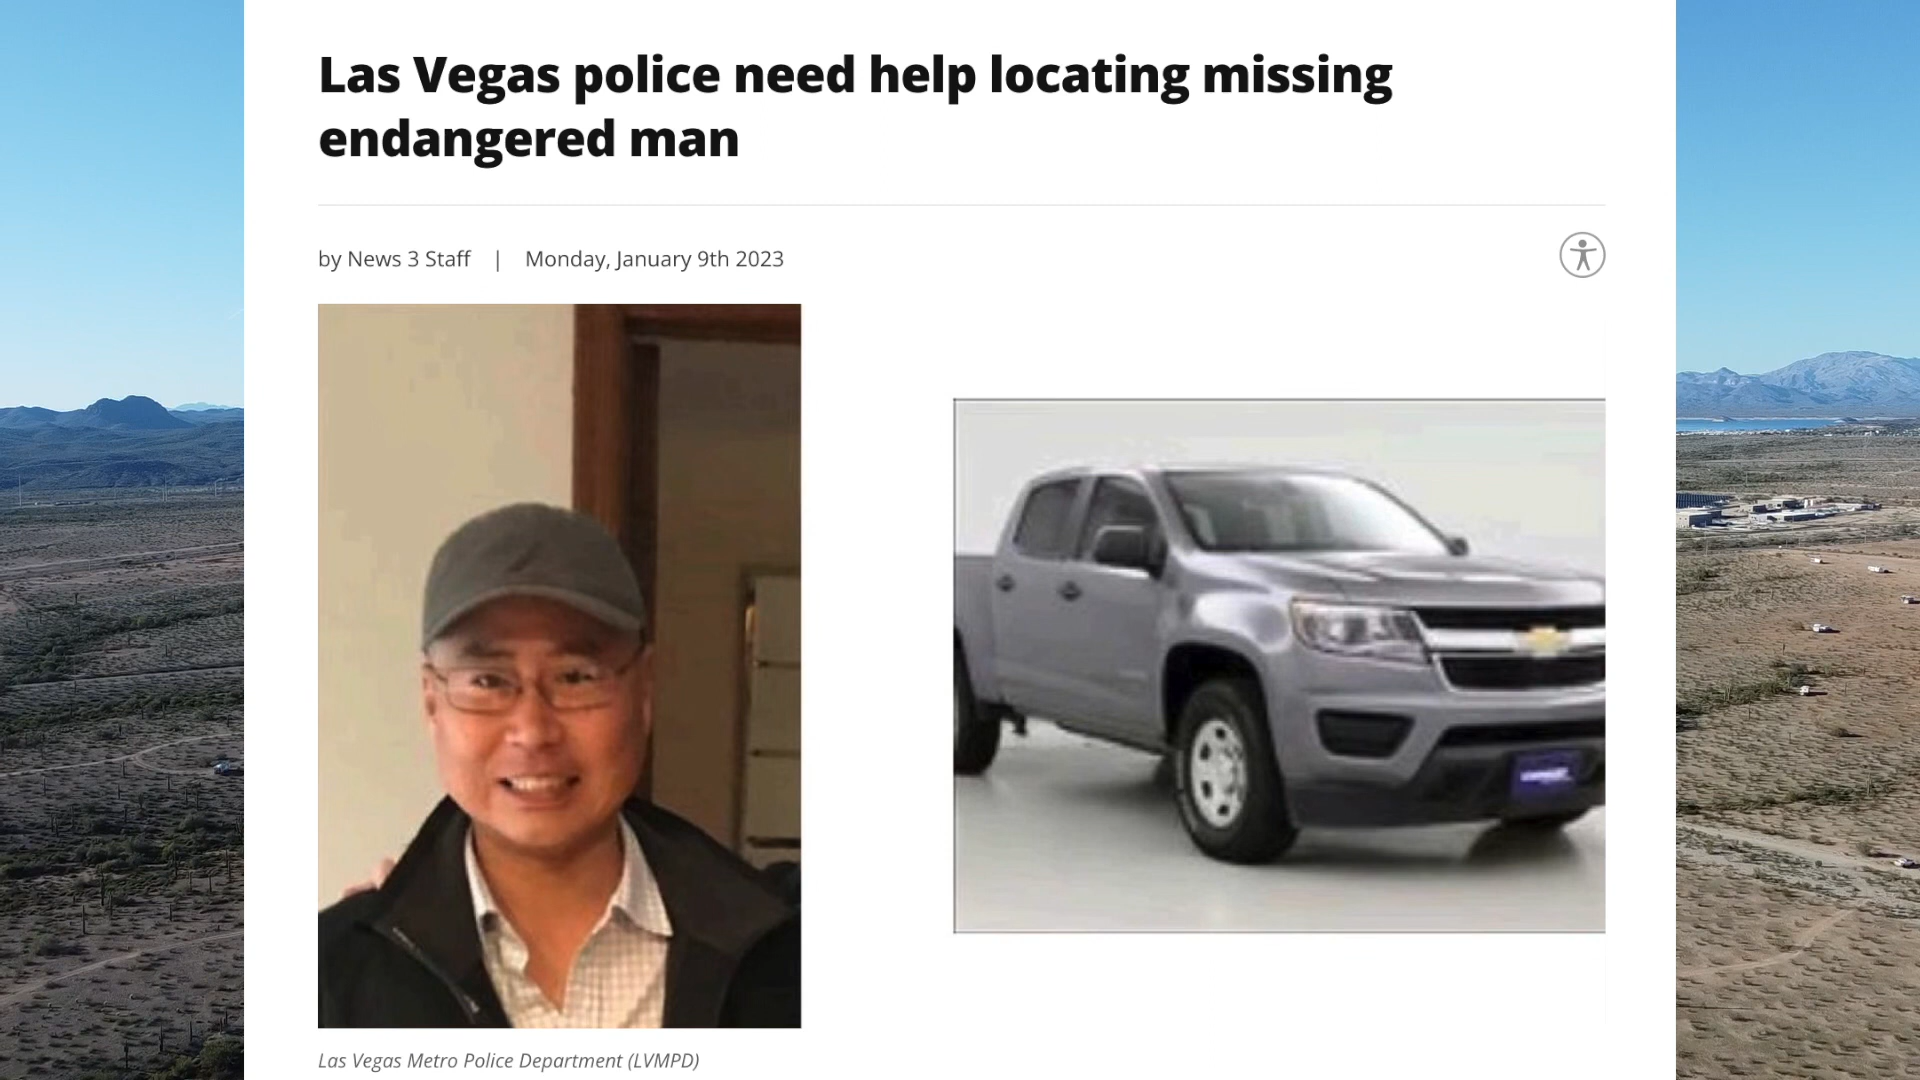 Las Vegas police need help locating missing
endangered man
by News 3 Staff | Monday, January 9th 2023
Las Vegas Metro Police Department (LVMPD)